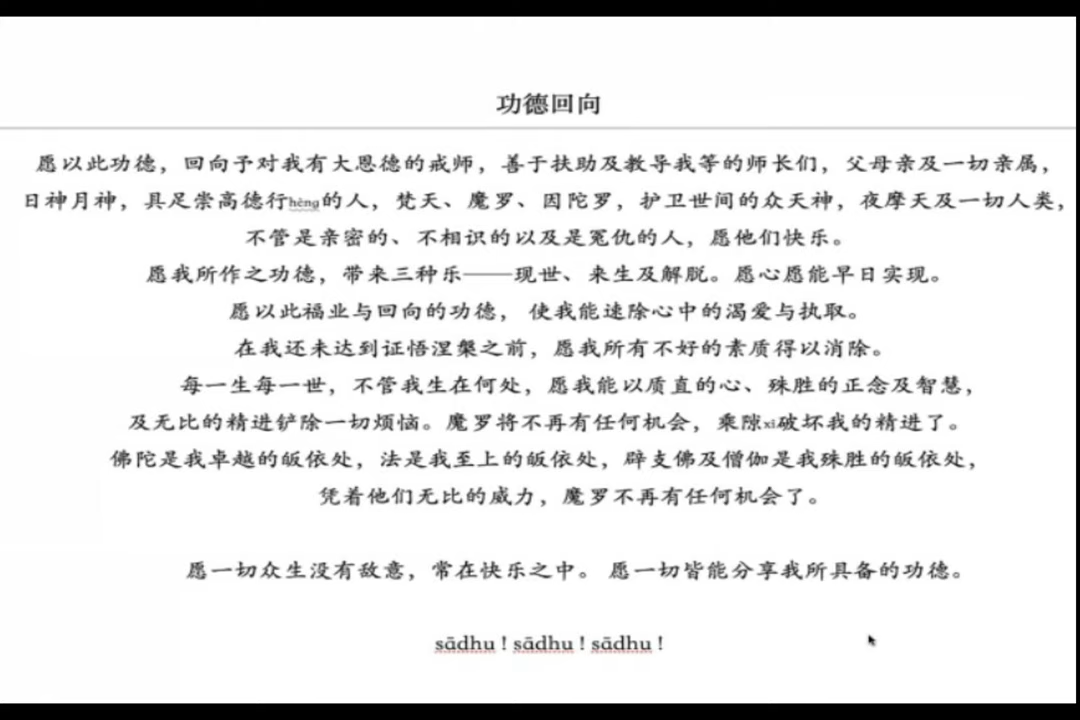 功德回向
愿以此功德，回向予对我有大恩德的戒师，善于扶助及教导我等的师长们，父母亲及一切亲属，
日神月神，具足崇高德行hèng的人，梵天、魔罗、因陀罗，护卫世间的众天神，夜摩天及一切人类，
不管是亲密的、不相识的以及是冤仇的人，愿他们快乐。
愿我所作之功德，带来三种乐——现世、来生及解脱。愿心愿能早日实现。
愿以此福业与回向的功德， 使我能速除心中的渴爱与执取。
在我还未达到证悟涅槃之前，愿我所有不好的素质得以消除。
每一生每一世，不管我生在何处，愿我能以质直的心、殊胜的正念及智慧，
及无比的精进铲除一切烦恼。魔罗将不再有任何机会，乘隙xì破坏我的精进了。
佛陀是我卓越的皈依处，法是我至上的皈依处，辟支佛及僧伽是我殊胜的皈依处，
凭着他们无比的威力，魔罗不再有任何机会了。
愿一切众生没有敌意，常在快乐之中。 愿一切皆能分享我所具备的功德。
sādhu！sādhu！sādhu！